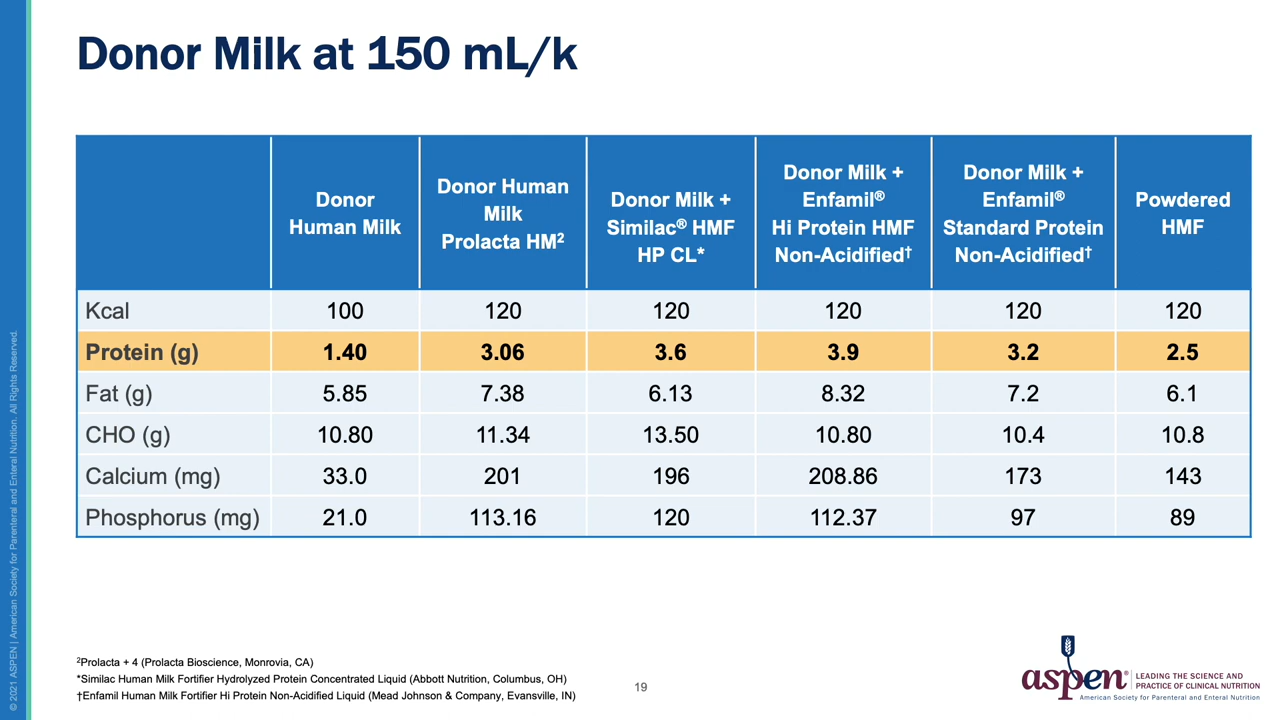 Donor Milk at 150 mL/k
Donor Human Milk
Donor Human Milk Prolacta HM²
Donor Milk + Similac® HMF HP CL*
Donor Milk + Enfamil® Hi Protein HMF Non-Acidified†
Donor Milk + Enfamil® Standard Protein Non-Acidified†
Powdered HMF
Kcal 100 120 120 120 120 120
Protein (g) 1.40 3.06 3.6 3.9 3.2 2.5
Fat (g) 5.85 7.38 6.13 8.32 7.2 6.1
CHO (g) 10.80 11.34 13.50 10.80 10.4 10.8
Calcium (mg) 33.0 201 196 208.86 173 143
Phosphorus (mg) 21.0 113.16 120 112.37 97 89
²Prolacta + 4 (Prolacta Bioscience, Monrovia, CA)
*Similac Human Milk Fortifier Hydrolyzed Protein Concentrated Liquid (Abbott Nutrition, Columbus, OH)
†Enfamil Human Milk Fortifier Hi Protein Non-Acidified Liquid (Mead Johnson & Company, Evansville, IN)
19
aspen®
LEADING THE SCIENCE AND
PRACTICE OF CLINICAL NUTRITION
American Society for Parenteral and Enteral Nutrition
© 2021 ASPEN | American Society for Parenteral and Enteral Nutrition. All Rights Reserved.